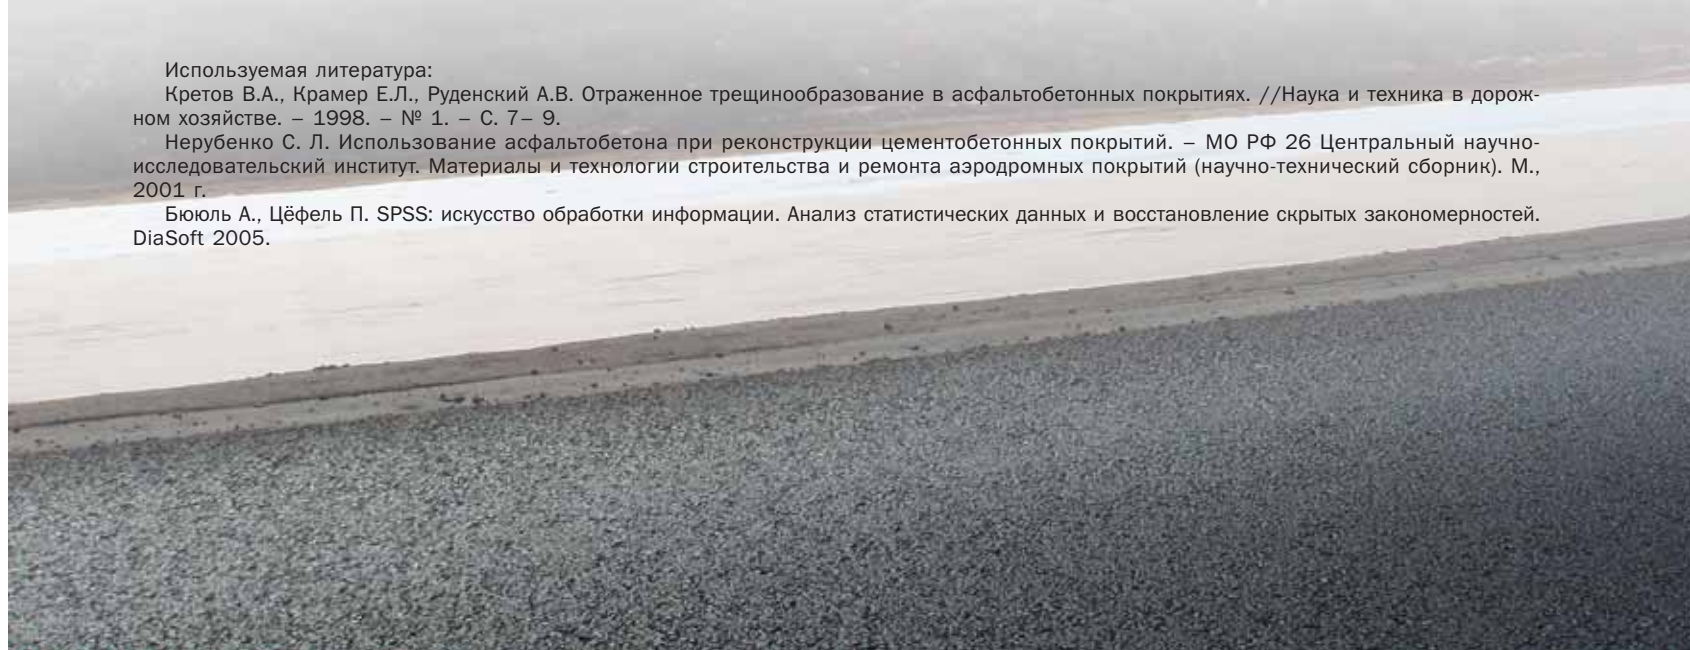 Используемая литература:
Кретов В.А., Крамер Е.Л., Руденский А.В. Отраженное трещинообразование в асфальтобетонных покрытиях. //Наука и техника в дорож-
ном хозяйстве. – 1998. – № 1. – С. 7– 9.
Нерубенко С. Л. Использование асфальтобетона при реконструкции цементобетонных покрытий. – МО РФ 26 Центральный научно-
исследовательский институт. Материалы и технологии строительства и ремонта аэродромных покрытий (научно-технический сборник). М.,
2001 г.
Бююль А., Цёфель П. SPSS: искусство обработки информации. Анализ статистических данных и восстановление скрытых закономерностей.
DiaSoft 2005.